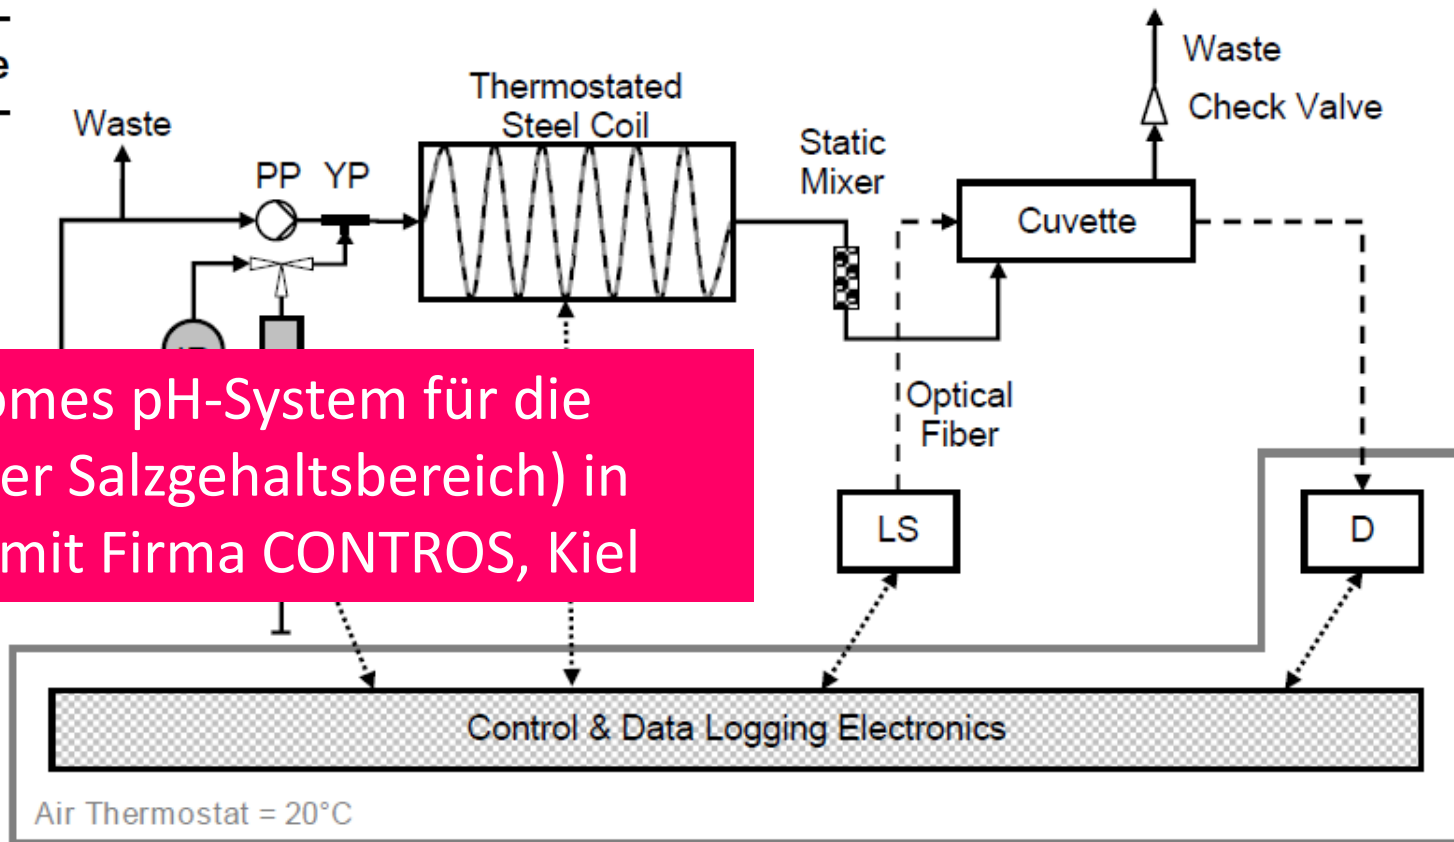 Waste
Check Valve
Thermostated
Steel Coil
Waste
Static
Mixer
PP YP
Cuvette
omes pH-System für die
er Salzgehaltsbereich) in
mit Firma CONTROS, Kiel
Optical
Fiber
LS
D
Control & Data Logging Electronics
Air Thermostat = 20°C